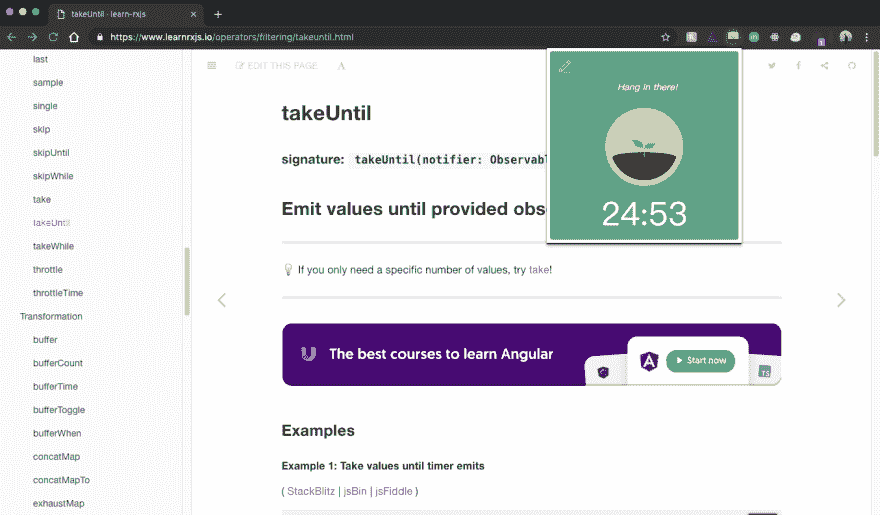 takeUntil · learn-rxjs
https://www.learnrxjs.io/operators/filtering/takeuntil.html
last
sample
single
skip
skipUntil
skipWhile
take
takeUntil
takeWhile
throttle
throttleTime
Transformation
buffer
bufferCount
bufferTime
bufferToggle
bufferWhen
concatMap
concatMapTo
exhaustMap
EDIT THIS PAGE
A
takeUntil
signature: takeUntil(notifier: Observabl
Emit values until provided obs
If you only need a specific number of values, try take!
The best courses to learn Angular
A
Start now
TS
Examples
Example 1: Take values until timer emits
( StackBlitz | jsBin | jsFiddle )
Hang in there!
24:53